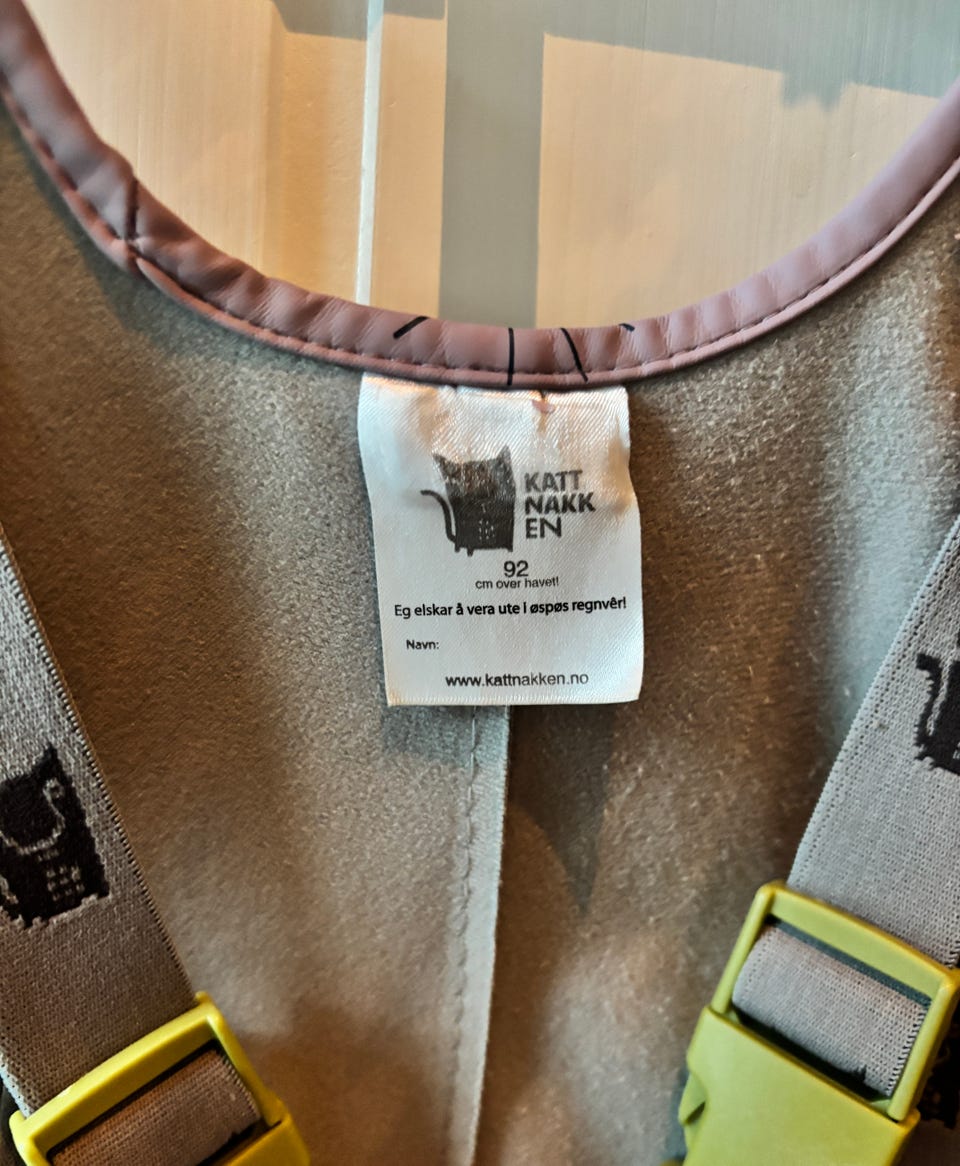 KATT
NAKK
EN
92
cm over havet!
Eg elskar å vera ute i øspøs regnvêr!
Navn:
www.kattnakken.no